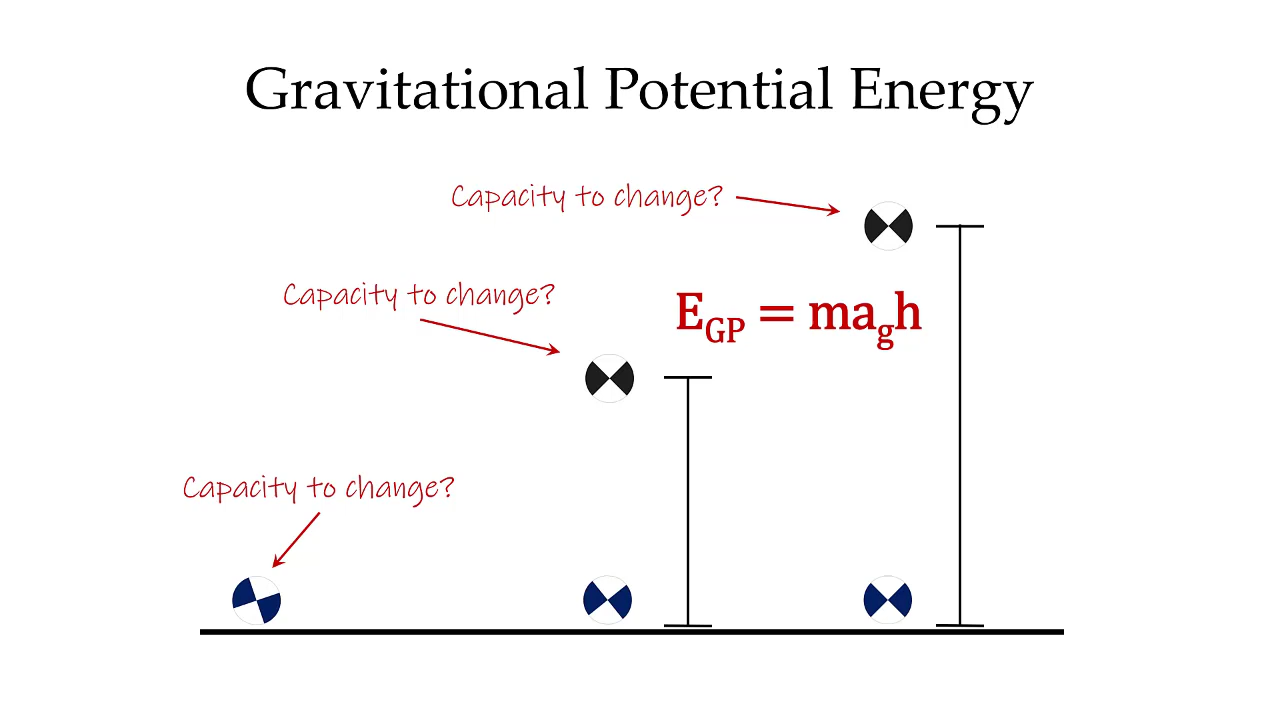 Gravitational Potential Energy
Capacity to change?
Capacity to change?
E_GP = ma_gh
Capacity to change?